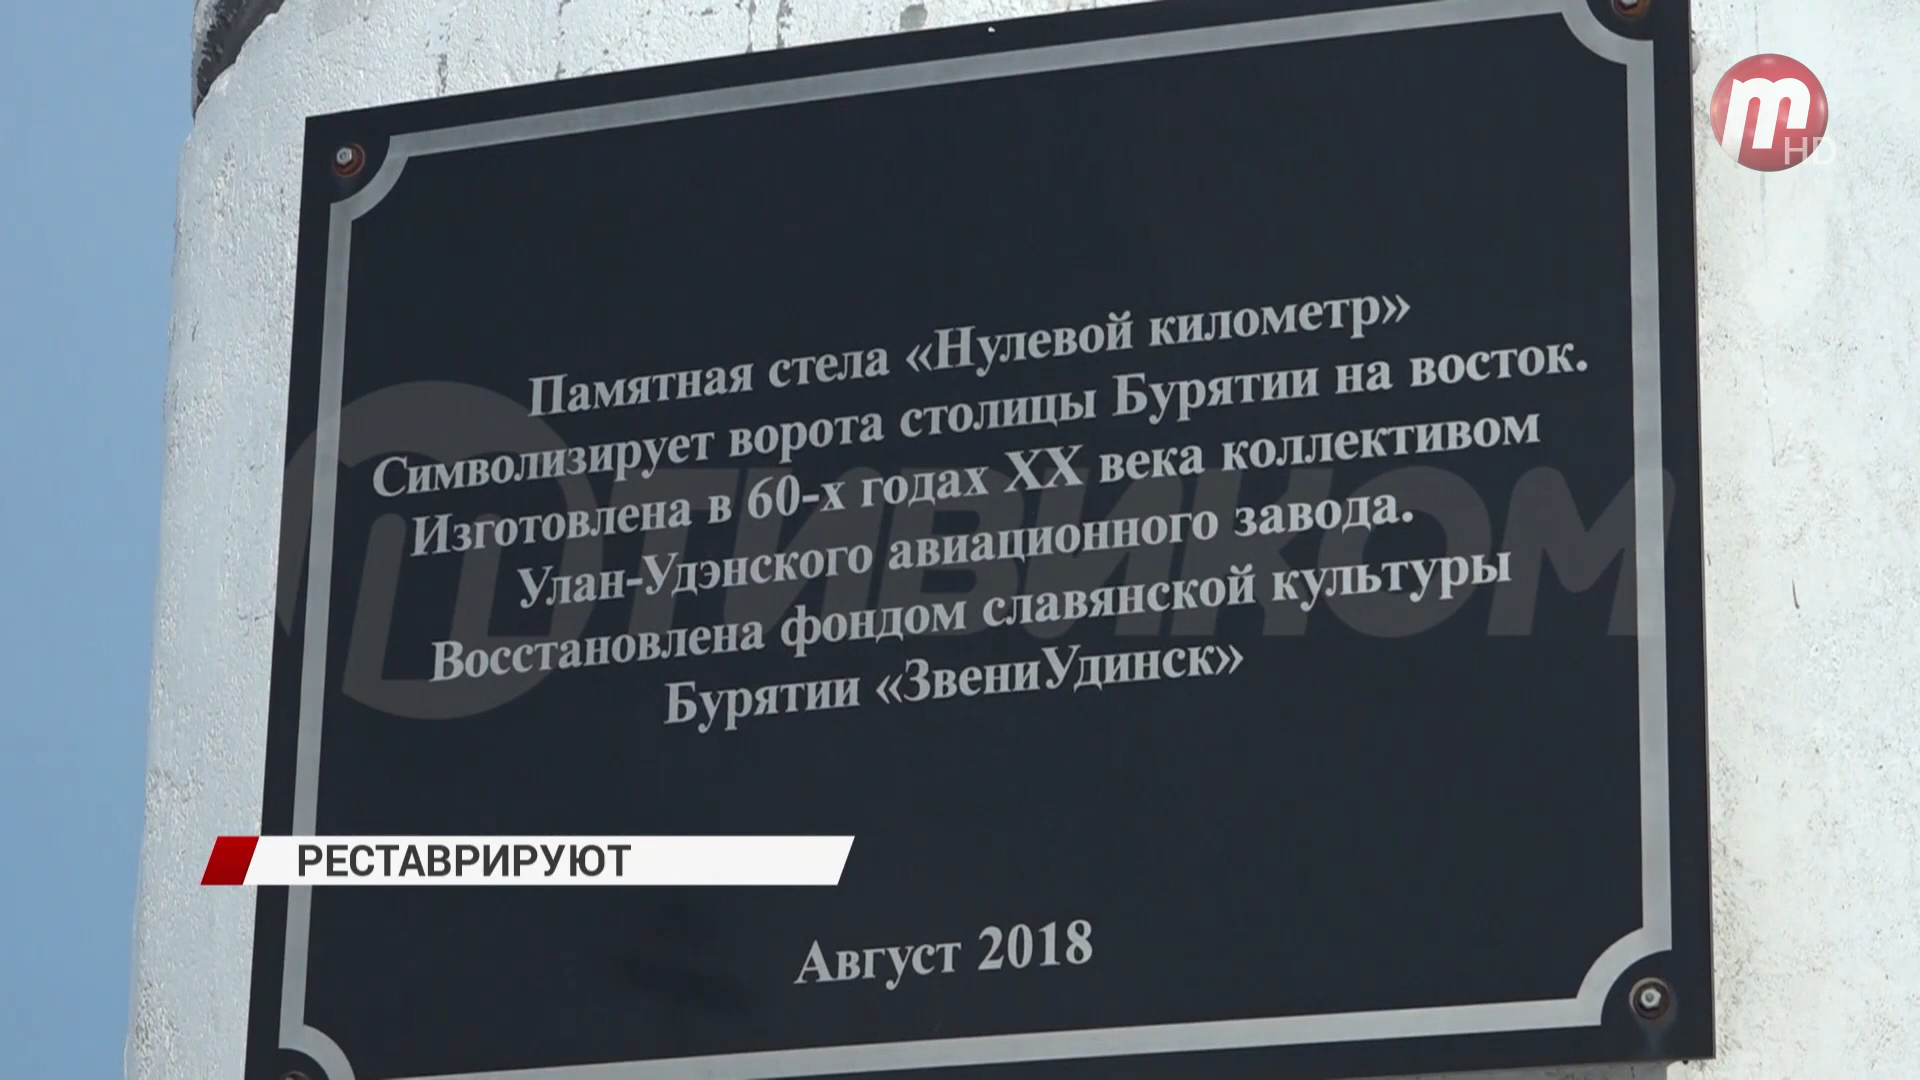 HD
Памятная стела «Нулевой километр»
Символизирует ворота столицы Бурятии на восток.
Изготовлена в 60-х годах XX века коллективом
Улан-Удэнского авиационного завода.
Восстановлена фондом славянской культуры
Бурятии «ЗвениУдинск»
ТИВИКОМ
РЕСТАВРИРУЮТ
Август 2018